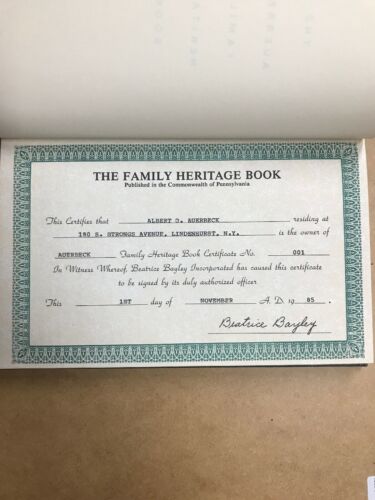 THE FAMILY HERITAGE BOOK
Published in the Commonwealth of Pennsylvania
This Certifies that ALBERT D. AUERBECK residing at
180 S. STRONGS AVENUE, LINDENHURST, N.Y. is the owner of
AUERBECK Family Heritage Book Certificate No. 001
In Witness Whereof, Beatrice Bayley Incorporated has caused this certificate
to be signed by its duly authorized officer
This 1ST day of NOVEMBER A. D. 19 85 .
Beatrice Bayley